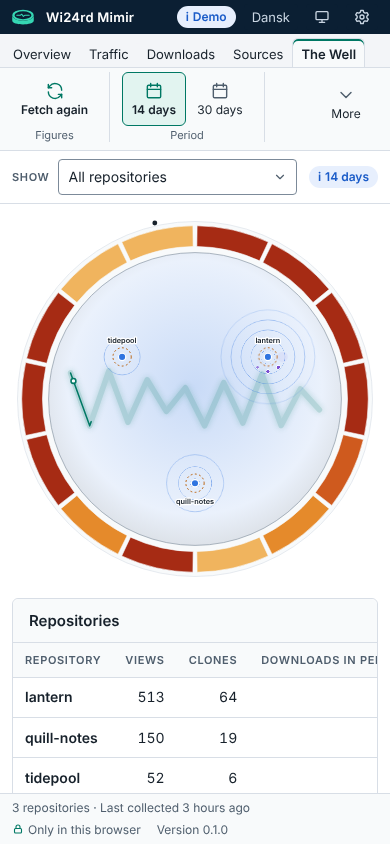 Wi24rd Mimir
i Demo
Dansk
Overview
Traffic
Downloads
Sources
The Well
Fetch again
14 days
30 days
More
Figures
Period
SHOW
All repositories
i 14 days
tidepool
lantern
quill-notes
Repositories
REPOSITORY VIEWS CLONES DOWNLOADS IN PE
lantern 513 64
quill-notes 150 19
tidepool 52 6
3 repositories · Last collected 3 hours ago
Only in this browser Version 0.1.0